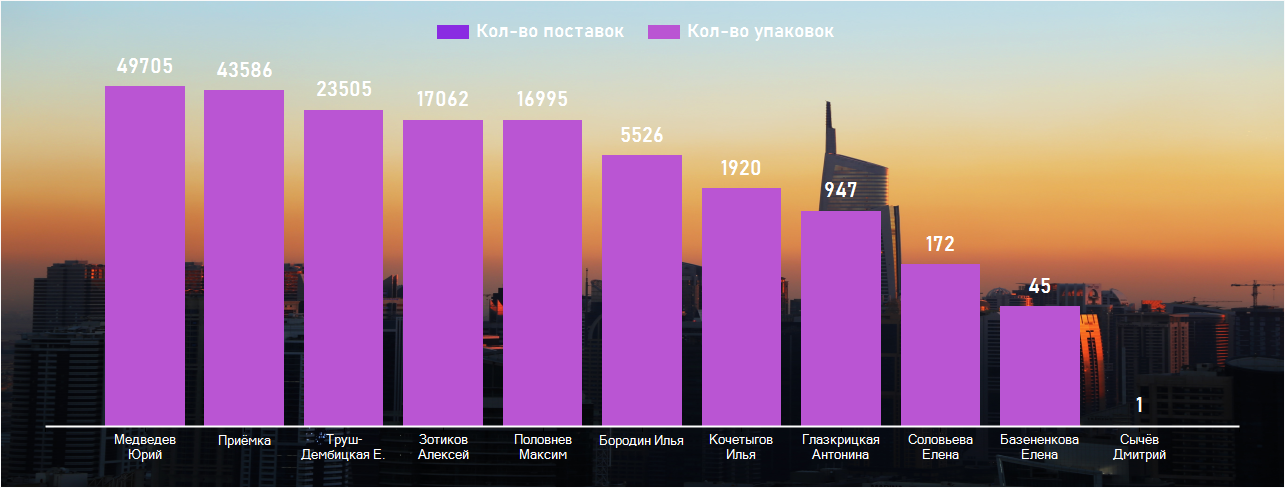 Кол-во поставок Кол-во упаковок
49705 43586 23505 17062 16995 5526 1920 947 172 45 1
Медведев Юрий
Приёмка
Труш-
Дембицкая Е.
Зотиков
Алексей
Половнев
Максим
Бородин Илья
Кочетыгов
Илья
Глазкрицкая
Антонина
Соловьева
Елена
Базененкова
Елена
Сычёв
Дмитрий